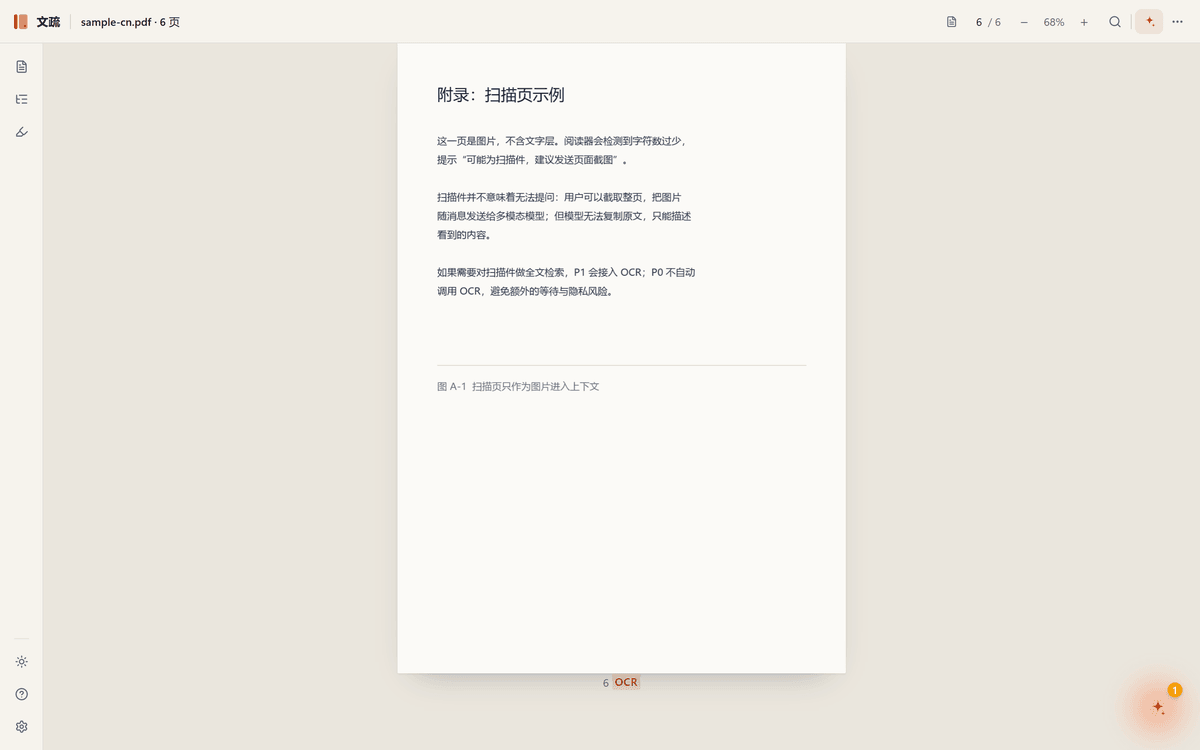 文疏
sample-cn.pdf · 6 页
6 / 6
68%
附录：扫描页示例
这一页是图片，不含文字层。阅读器会检测到字符数过少，
提示“可能为扫描件，建议发送页面截图”。
扫描件并不意味着无法提问：用户可以截取整页，把图片
随消息发送给多模态模型；但模型无法复制原文，只能描述
看到的内容。
如果需要对扫描件做全文检索，P1 会接入 OCR；P0 不自动
调用 OCR，避免额外的等待与隐私风险。
图 A-1 扫描页只作为图片进入上下文
6 OCR
1